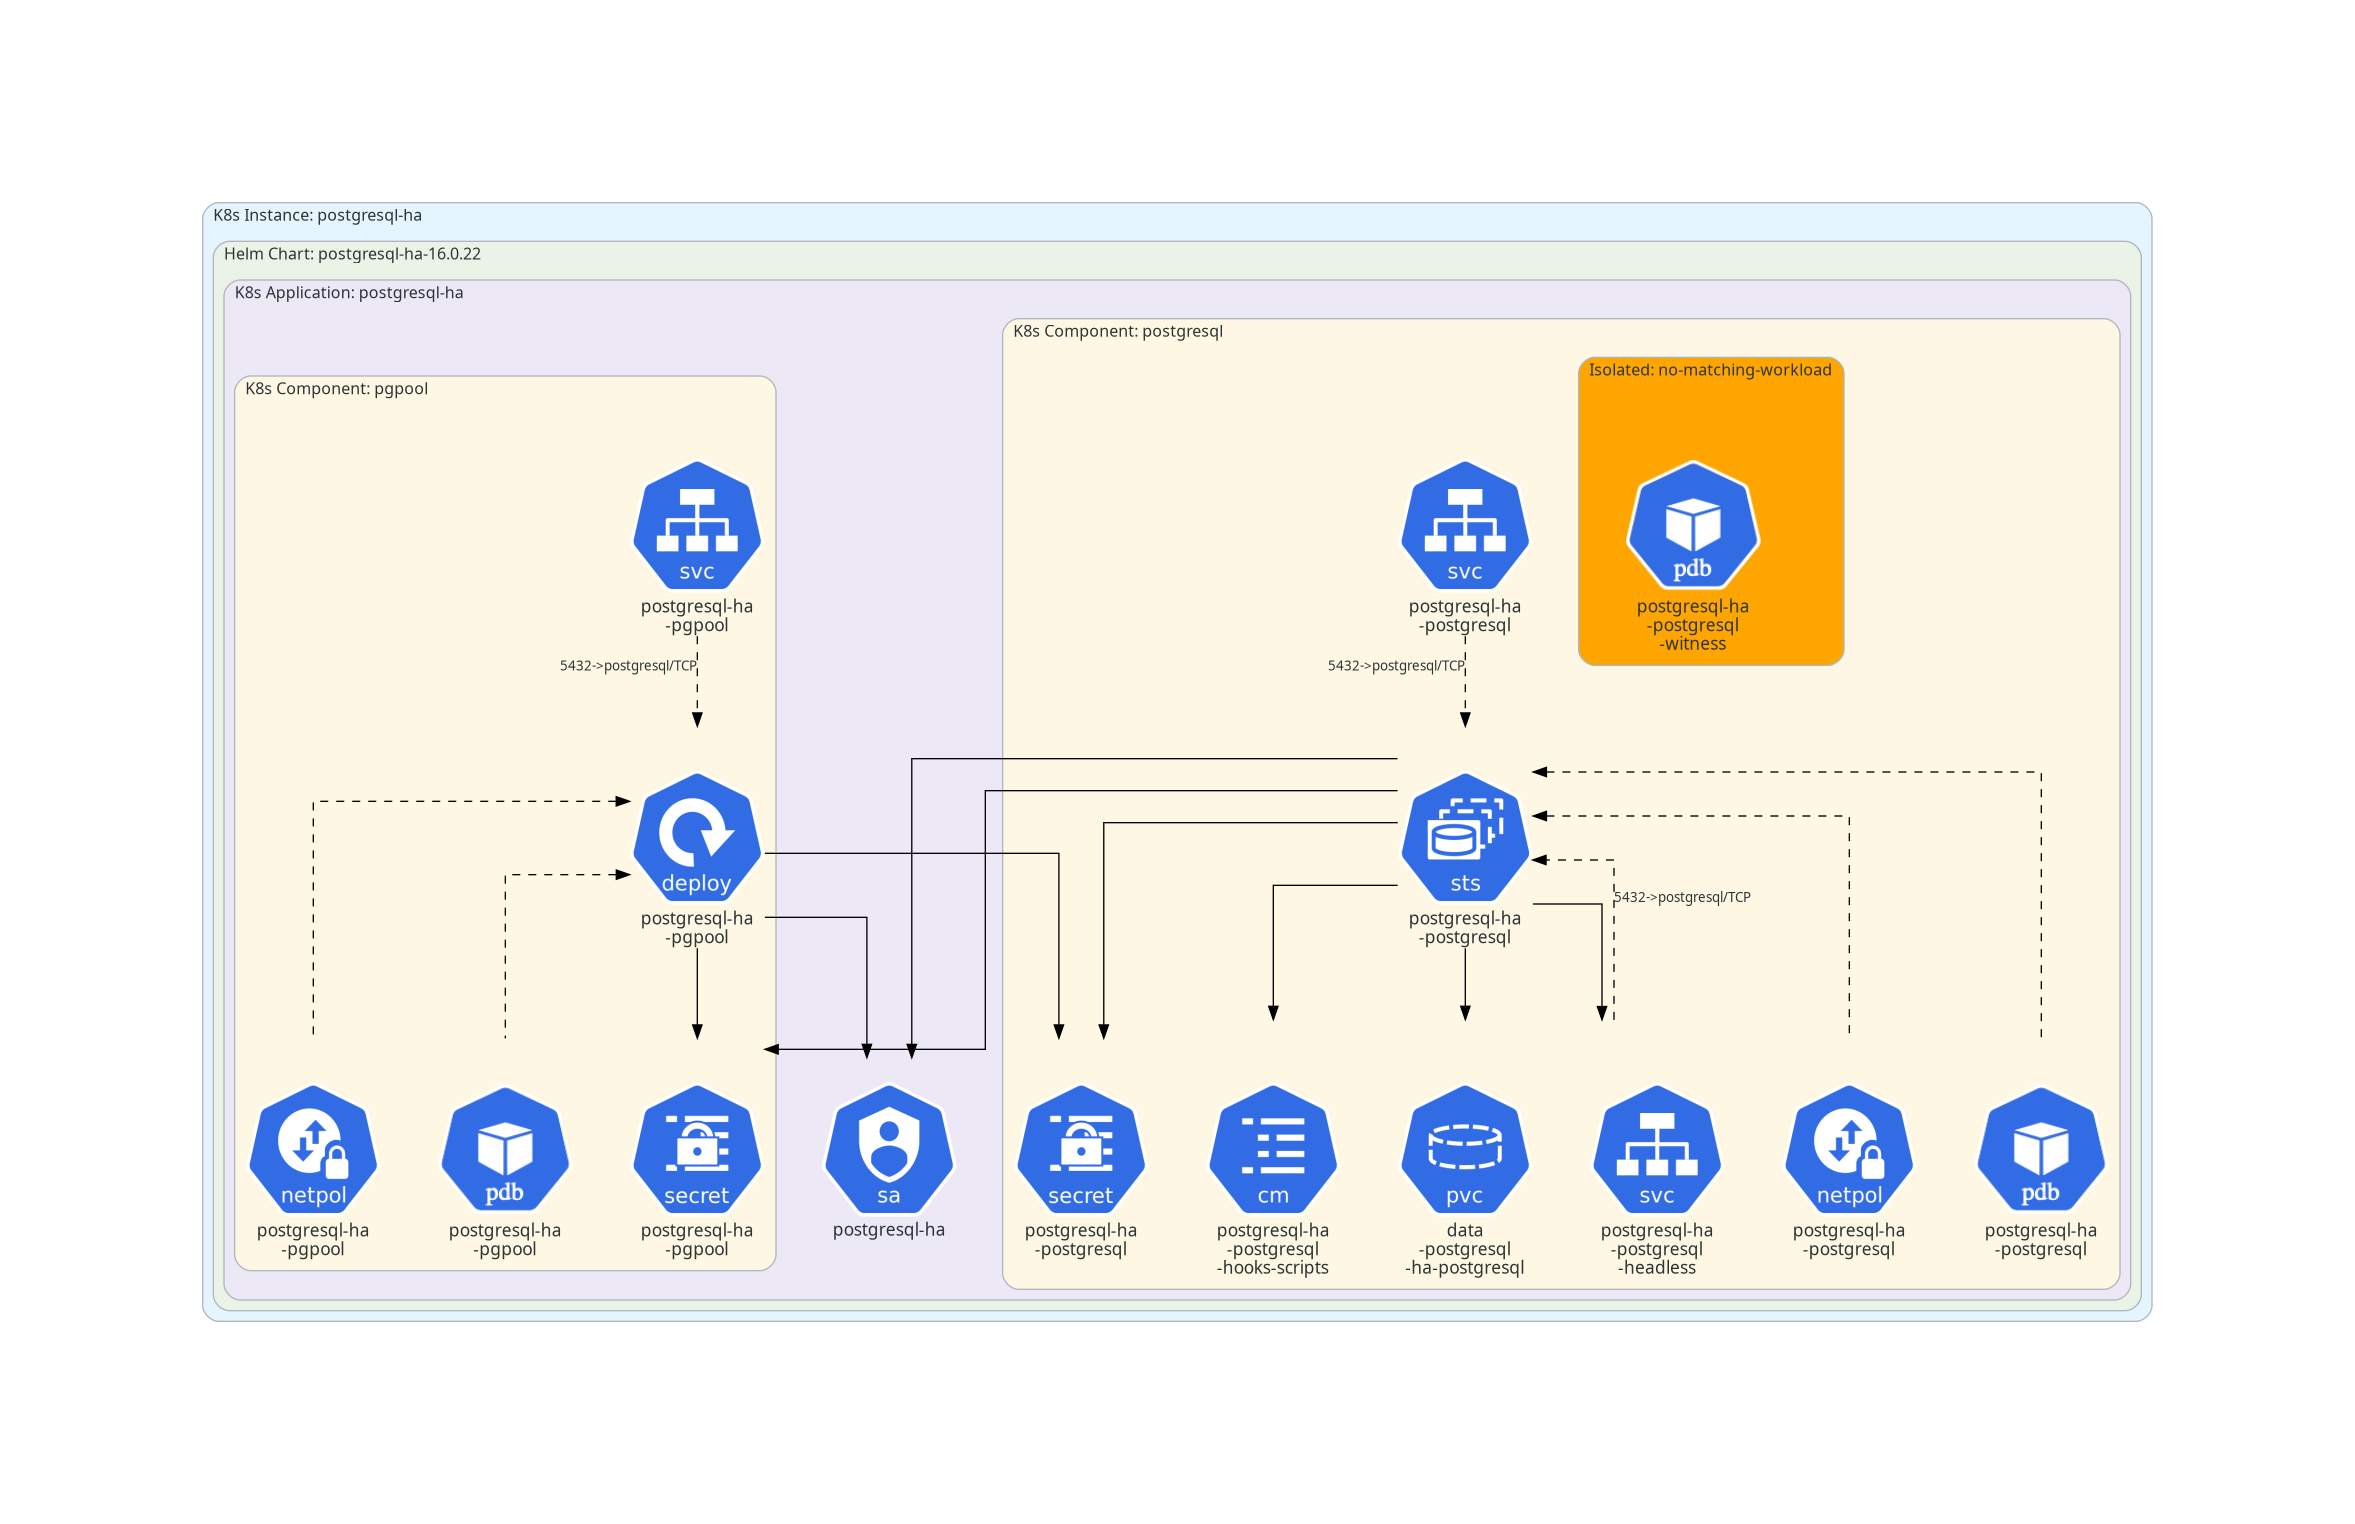 K8s Instance: postgresql-ha
Helm Chart: postgresql-ha-16.0.22
K8s Application: postgresql-ha
K8s Component: postgresql
Isolated: no-matching-workload
K8s Component: pgpool
svc
postgresql-ha
-pgpool
svc
postgresql-ha
-postgresql
pdb
postgresql-ha
-postgresql
-witness
5432->postgresql/TCP
5432->postgresql/TCP
deploy
postgresql-ha
-pgpool
sts
postgresql-ha
-postgresql
5432->postgresql/TCP
netpol
postgresql-ha
-pgpool
pdb
postgresql-ha
-pgpool
secret
postgresql-ha
-pgpool
sa
postgresql-ha
secret
postgresql-ha
-postgresql
cm
postgresql-ha
-postgresql
-hooks-scripts
pvc
data
-postgresql
-ha-postgresql
svc
postgresql-ha
-postgresql
-headless
netpol
postgresql-ha
-postgresql
pdb
postgresql-ha
-postgresql